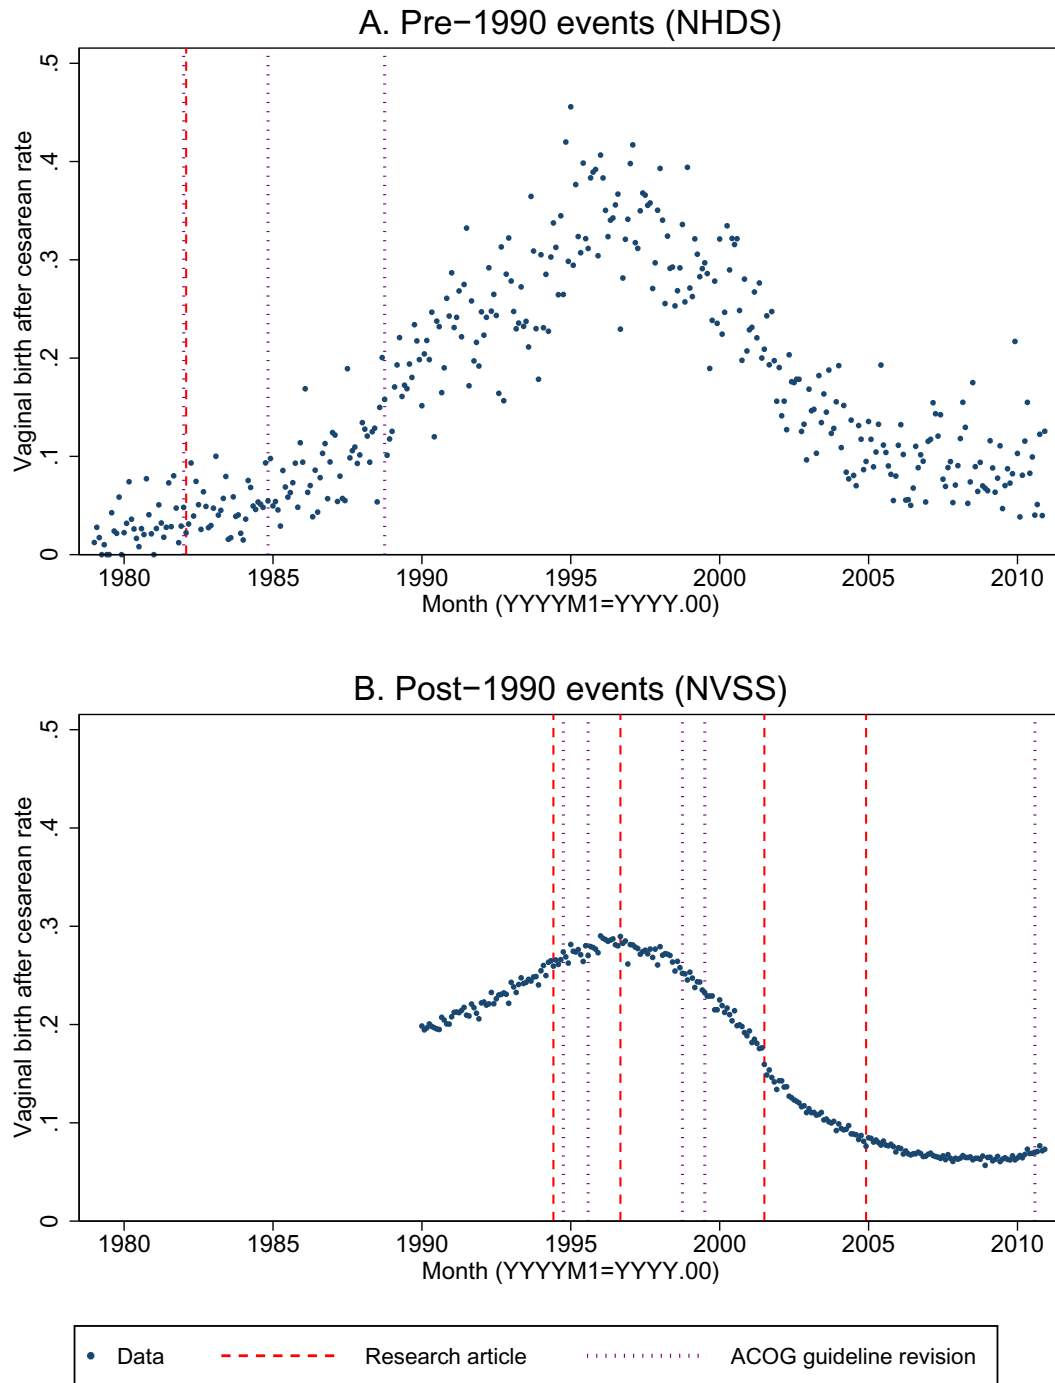 A. Pre−1990 events (NHDS)
Vaginal birth after cesarean rate
.5
.4
.3
.2
.1
0
1980 1985 1990 1995 2000 2005 2010
Month (YYYYM1=YYYY.00)
B. Post−1990 events (NVSS)
Vaginal birth after cesarean rate
.5
.4
.3
.2
.1
0
1980 1985 1990 1995 2000 2005 2010
Month (YYYYM1=YYYY.00)
Data Research article ACOG guideline revision